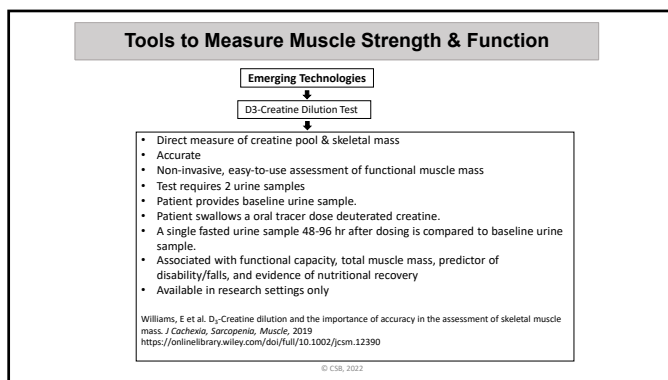 Tools to Measure Muscle Strength & Function
Emerging Technologies
D3-Creatine Dilution Test
• Direct measure of creatine pool & skeletal mass
• Accurate
• Non-invasive, easy-to-use assessment of functional muscle mass
• Test requires 2 urine samples
• Patient provides baseline urine sample.
• Patient swallows a oral tracer dose deuterated creatine.
• A single fasted urine sample 48-96 hr after dosing is compared to baseline urine
sample.
• Associated with functional capacity, total muscle mass, predictor of
disability/falls, and evidence of nutritional recovery
• Available in research settings only
Williams, E et al. D₃-Creatine dilution and the importance of accuracy in the assessment of skeletal muscle
mass. J Cachexia, Sarcopenia, Muscle, 2019
https://onlinelibrary.wiley.com/doi/full/10.1002/jcsm.12390
© CSB, 2022